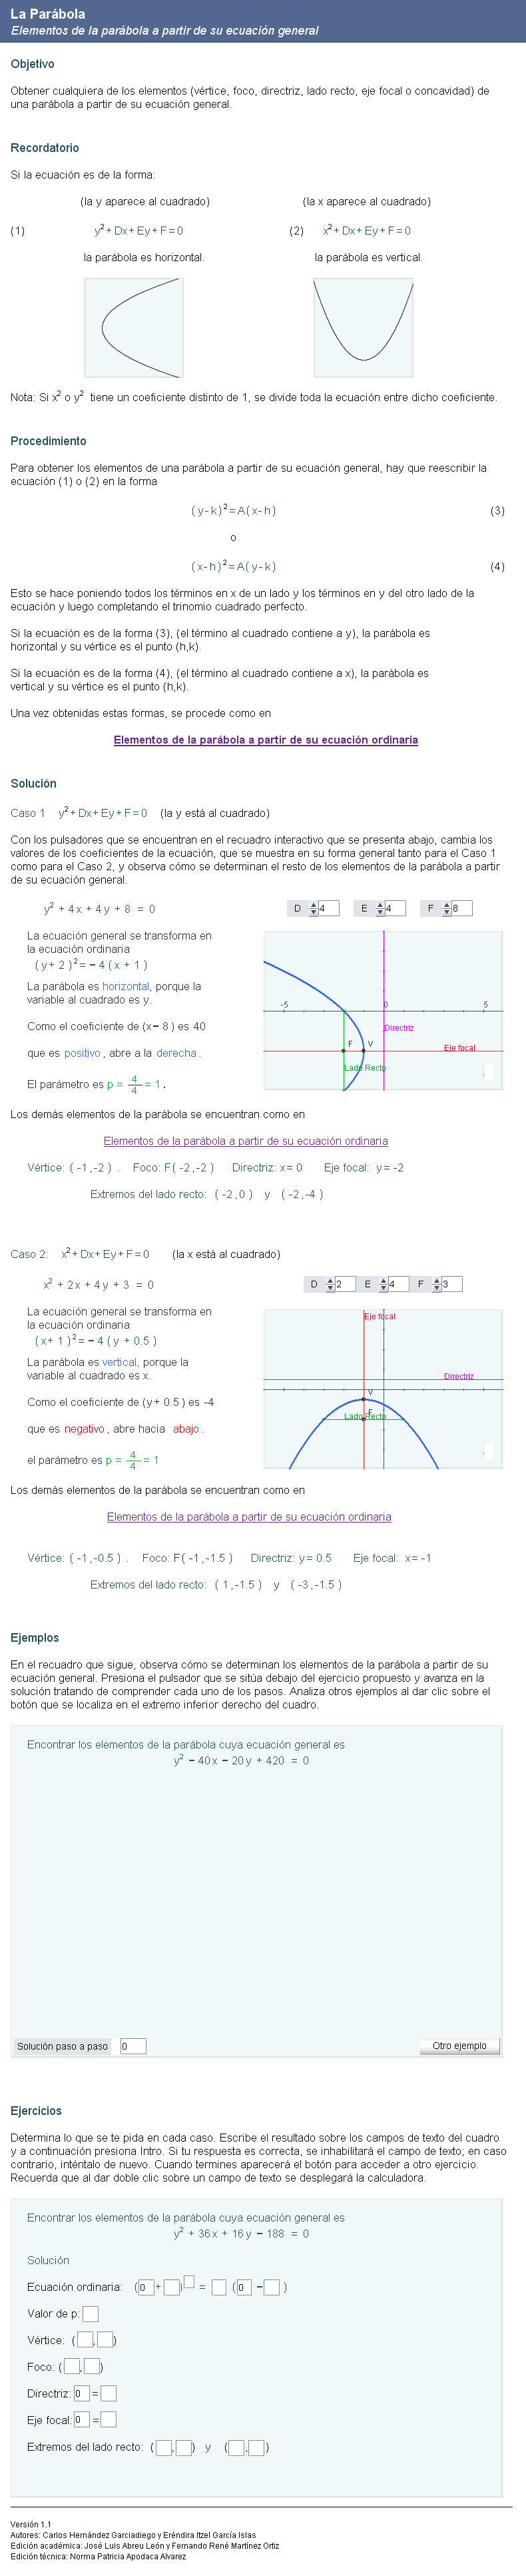 La Parábola
Elementos de la parábola a partir de su ecuación general
Objetivo
Obtener cualquiera de los elementos (vértice, foco, directriz, lado recto, eje focal o concavidad) de
una parábola a partir de su ecuación general.
Recordatorio
Si la ecuación es de la forma:
(la y aparece al cuadrado) (la x aparece al cuadrado)
(1) y² + Dx + Ey + F = 0 (2) x² + Dx + Ey + F = 0
la parábola es horizontal. la parábola es vertical.
Nota: Si x² o y² tiene un coeficiente distinto de 1, se divide toda la ecuación entre dicho coeficiente.
Procedimiento
Para obtener los elementos de una parábola a partir de su ecuación general, hay que reescribir la
ecuación (1) o (2) en la forma
(y-k)² = A(x-h) (3)
o
(x-h)² = A(y-k) (4)
Esto se hace poniendo todos los términos en x de un lado y los términos en y del otro lado de la
ecuación y luego completando el trinomio cuadrado perfecto.
Si la ecuación es de la forma (3), (el término al cuadrado contiene a y), la parábola es
horizontal y su vértice es el punto (h,k).
Si la ecuación es de la forma (4), (el término al cuadrado contiene a x), la parábola es
vertical y su vértice es el punto (h,k).
Una vez obtenidas estas formas, se procede como en
Elementos de la parábola a partir de su ecuación ordinaria
Solución
Caso 1 y² + Dx + Ey + F = 0 (la y está al cuadrado)
Con los pulsadores que se encuentran en el recuadro interactivo que se presenta abajo, cambia los
valores de los coeficientes de la ecuación, que se muestra en su forma general tanto para el Caso 1
como para el Caso 2, y observa cómo se determinan el resto de los elementos de la parábola a partir
de su ecuación general.
y² + 4x + 4y + 8 = 0 D 4 E 4 F 8
La ecuación general se transforma en
la ecuación ordinaria
(y + 2)² = − 4 (x + 1)
La parábola es horizontal, porque la
variable al cuadrado es y.
Como el coeficiente de (x − 8) es 40
que es positivo, abre a la derecha.
El parámetro es p = 4/4 = 1.
-5 0 5
Directriz
F V Eje focal
Lado Recto
Los demás elementos de la parábola se encuentran como en
Elementos de la parábola a partir de su ecuación ordinaria
Vértice: (-1,-2). Foco: F(-2,-2) Directriz: x = 0 Eje focal: y = -2
Extremos del lado recto: (-2,0) y (-2,-4)
Caso 2: x² + Dx + Ey + F = 0 (la x está al cuadrado)
x² + 2x + 4y + 3 = 0 D 2 E 4 F 3
La ecuación general se transforma en
la ecuación ordinaria
(x + 1)² = − 4 (y + 0.5)
La parábola es vertical, porque la
variable al cuadrado es x.
Como el coeficiente de (y + 0.5) es -4
que es negativo, abre hacia abajo.
el parámetro es p = 4/4 = 1
Eje focal
Directriz
V
F
Lado Recto
Los demás elementos de la parábola se encuentran como en
Elementos de la parábola a partir de su ecuación ordinaria
Vértice: (-1,-0.5). Foco: F(-1,-1.5) Directriz: y = 0.5 Eje focal: x = -1
Extremos del lado recto: (1,-1.5) y (-3,-1.5)
Ejemplos
En el recuadro que sigue, observa cómo se determinan los elementos de la parábola a partir de su
ecuación general. Presiona el pulsador que se sitúa debajo del ejercicio propuesto y avanza en la
solución tratando de comprender cada uno de los pasos. Analiza otros ejemplos al dar clic sobre el
botón que se localiza en el extremo inferior derecho del cuadro.
Encontrar los elementos de la parábola cuya ecuación general es
y² − 40x − 20y + 420 = 0
Solución paso a paso 0 Otro ejemplo
Ejercicios
Determina lo que se te pida en cada caso. Escribe el resultado sobre los campos de texto del cuadro
y a continuación presiona Intro. Si tu respuesta es correcta, se inhabilitará el campo de texto; en caso
contrario, inténtalo de nuevo. Cuando termines aparecerá el botón para acceder a otro ejercicio.
Recuerda que al dar doble clic sobre un campo de texto se desplegará la calculadora.
Encontrar los elementos de la parábola cuya ecuación general es
y² + 36x + 16y − 188 = 0
Solución
Ecuación ordinaria: (0 + ) = (0 − )
Valor de p:
Vértice: ( , )
Foco: ( , )
Directriz: 0 =
Eje focal: 0 =
Extremos del lado recto: ( , ) y ( , )
Versión 1.1
Autores: Carlos Hernández Garciadiego y Eréndira Itzel García Islas
Edición académica: José Luis Abreu León y Fernando René Martínez Ortiz
Edición técnica: Norma Patricia Apodaca Alvarez